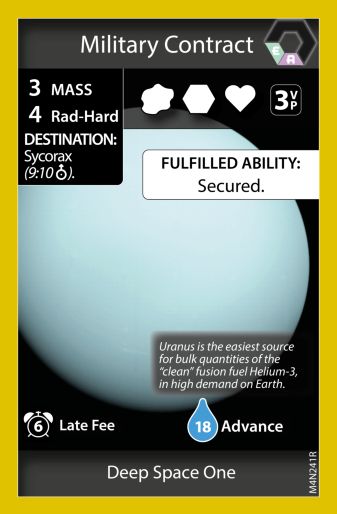 Military Contract
E A
3 MASS
4 Rad-Hard
DESTINATION:
Sycorax
(9:10 ⛢).
3 VP
FULFILLED ABILITY:
Secured.
Uranus is the easiest source
for bulk quantities of the
“clean” fusion fuel Helium-3,
in high demand on Earth.
6 Late Fee
18 Advance
Deep Space One
M4N241R